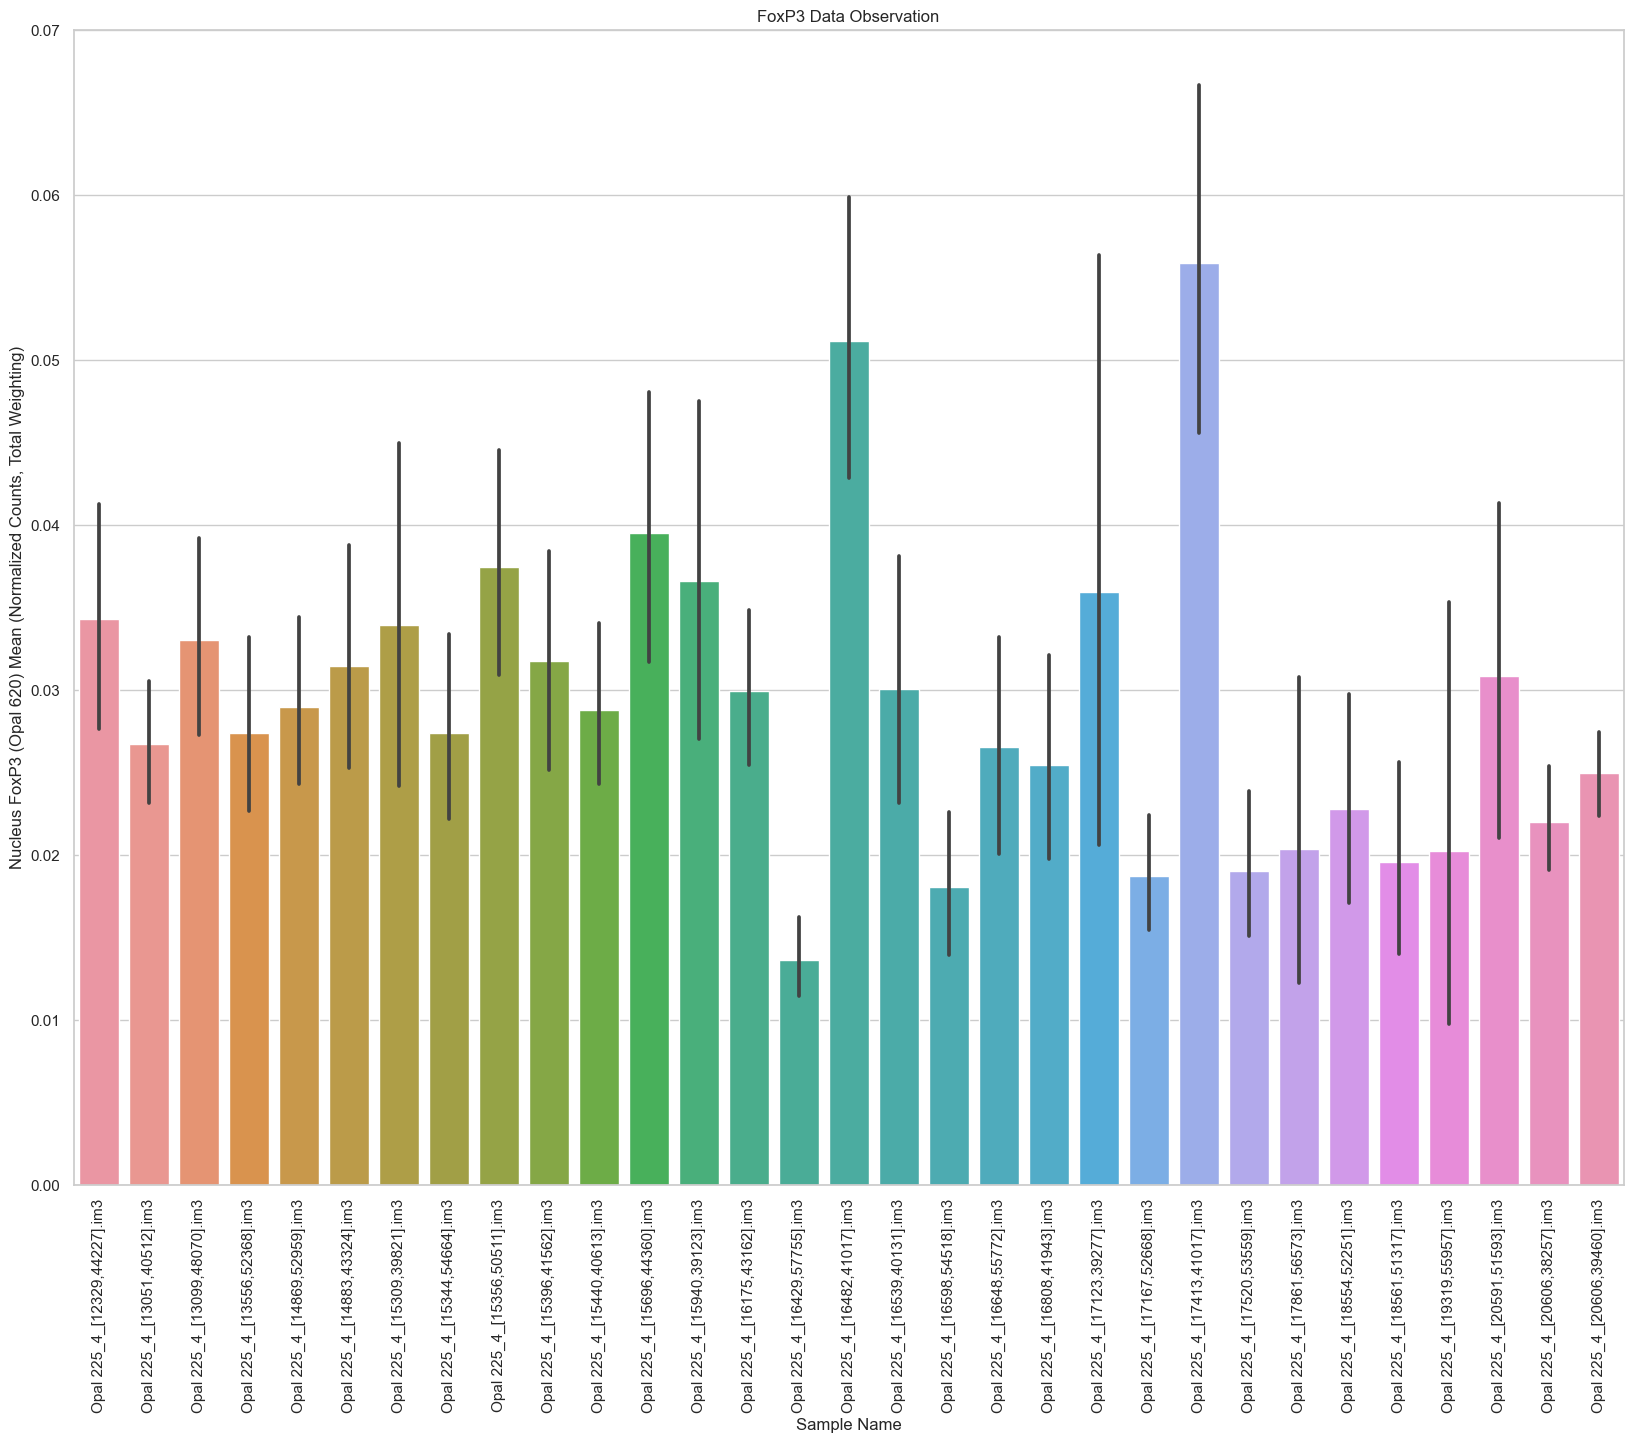 FoxP3 Data Observation
Nucleus FoxP3 (Opal 620) Mean (Normalized Counts, Total Weighting)
0.07
0.06
0.05
0.04
0.03
0.02
0.01
0.00
Opal 225_4_[12329,44227].im3
Opal 225_4_[13051,40512].im3
Opal 225_4_[13099,48070].im3
Opal 225_4_[13556,52368].im3
Opal 225_4_[14869,52959].im3
Opal 225_4_[14883,43324].im3
Opal 225_4_[15309,39821].im3
Opal 225_4_[15344,54664].im3
Opal 225_4_[15356,50511].im3
Opal 225_4_[15396,41562].im3
Opal 225_4_[15440,40613].im3
Opal 225_4_[15696,44360].im3
Opal 225_4_[15940,39123].im3
Opal 225_4_[16175,43162].im3
Opal 225_4_[16429,57755].im3
Opal 225_4_[16482,41017].im3
Opal 225_4_[16539,40131].im3
Opal 225_4_[16598,54518].im3
Opal 225_4_[16648,55772].im3
Opal 225_4_[16808,41943].im3
Opal 225_4_[17123,39277].im3
Opal 225_4_[17167,52668].im3
Opal 225_4_[17413,41017].im3
Opal 225_4_[17520,53559].im3
Opal 225_4_[17861,56573].im3
Opal 225_4_[18554,52251].im3
Opal 225_4_[18561,51317].im3
Opal 225_4_[19319,55957].im3
Opal 225_4_[20591,51593].im3
Opal 225_4_[20606,38257].im3
Opal 225_4_[20606,39460].im3
Sample Name